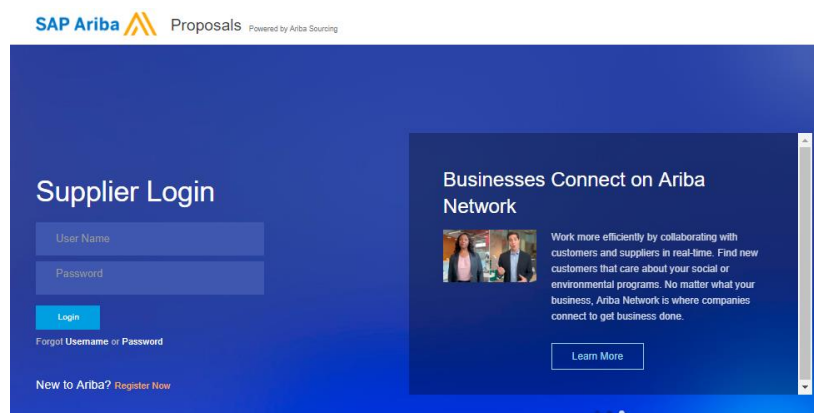 SAP Ariba Proposals Powered by Ariba Sourcing
Supplier Login
User Name
Password
Login
Forgot Username or Password
New to Ariba? Register Now
Businesses Connect on Ariba
Network
Work more efficiently by collaborating with
customers and suppliers in real-time. Find new
customers that care about your social or
environmental programs. No matter what your
business, Ariba Network is where companies
connect to get business done.
Learn More